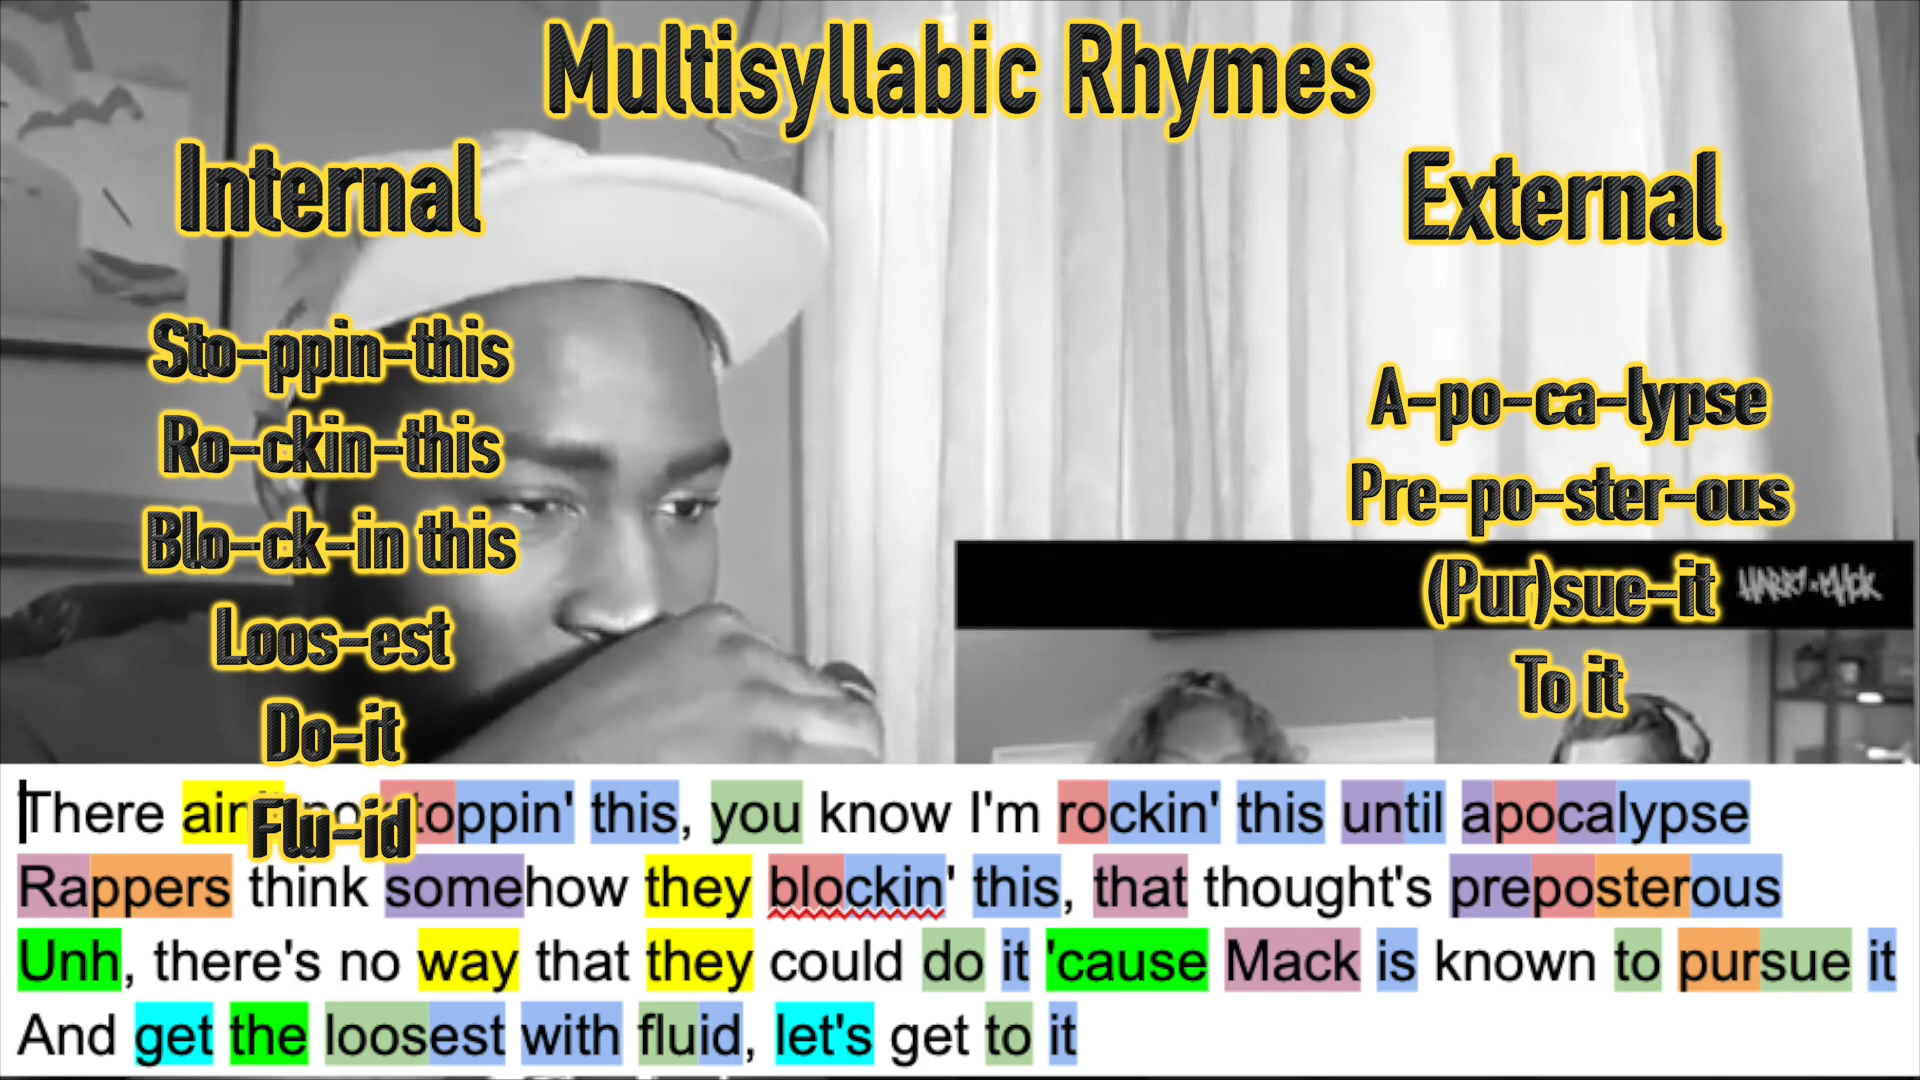 Multisyllabic Rhymes
Internal
External
Sto-ppin-this
Ro-ckin-this
Blo-ck-in this
Loos-est
Do-it
Flu-id
A-po-ca-lypse
Pre-po-ster-ous
(Pur)sue-it
To it
HARRY MACK
There stoppin' this, you know I'm rockin' this until apocalypse
Rappers think somehow they blockin' this, that thought's preposterous
Unh, there's no way that they could do it 'cause Mack is known to pursue it
And get the loosest with fluid, let's get to it